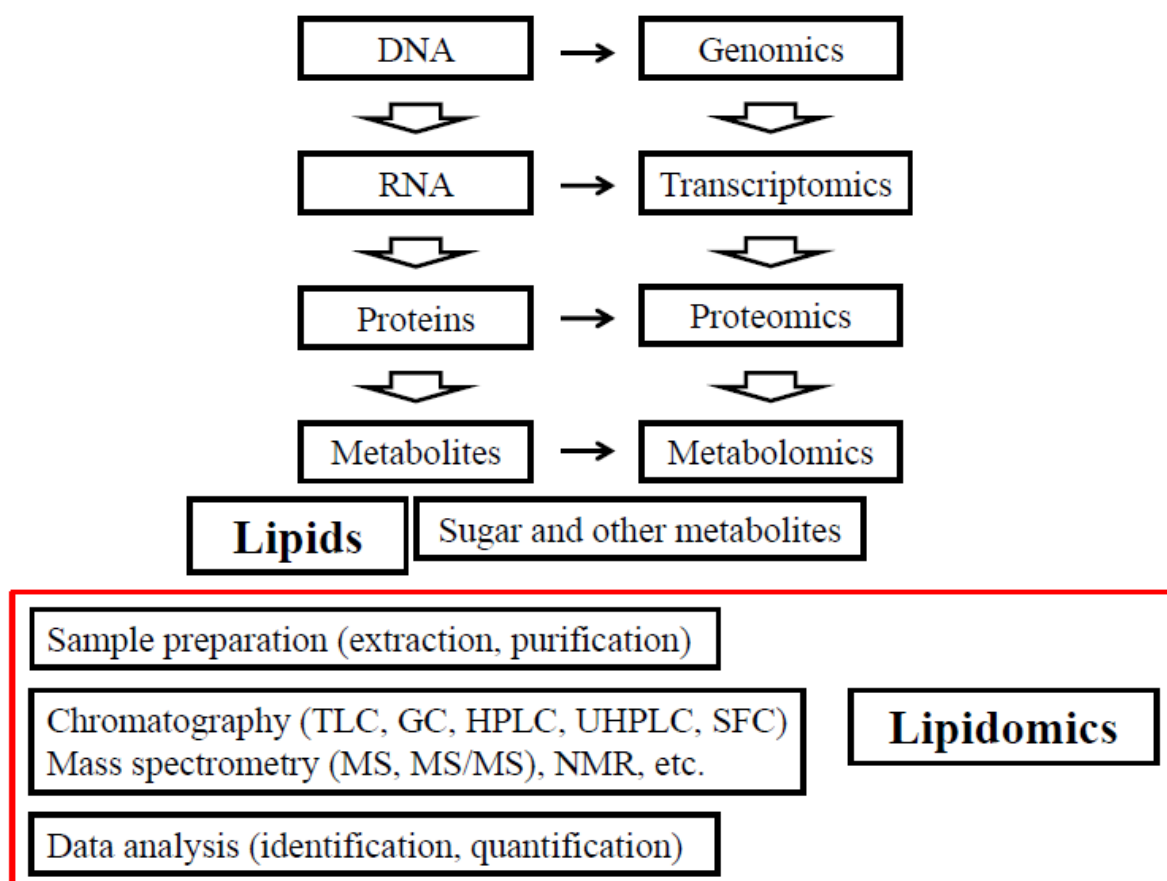 DNA
Genomics
RNA
Transcriptomics
Proteins
Proteomics
Metabolites
Metabolomics
Lipids
Sugar and other metabolites
Sample preparation (extraction, purification)
Chromatography (TLC, GC, HPLC, UHPLC, SFC)
Mass spectrometry (MS, MS/MS), NMR, etc.
Lipidomics
Data analysis (identification, quantification)